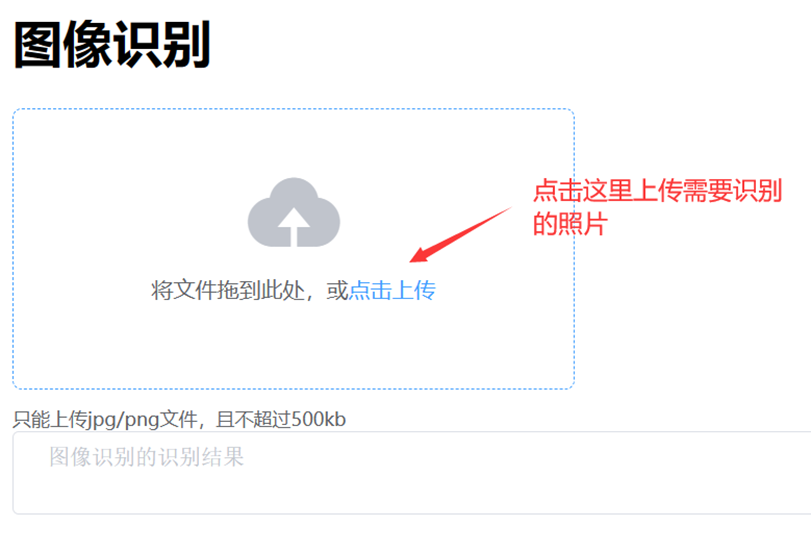 图像识别
点击这里上传需要识别
的照片
将文件拖到此处，或点击上传
只能上传jpg/png文件，且不超过500kb
图像识别的识别结果